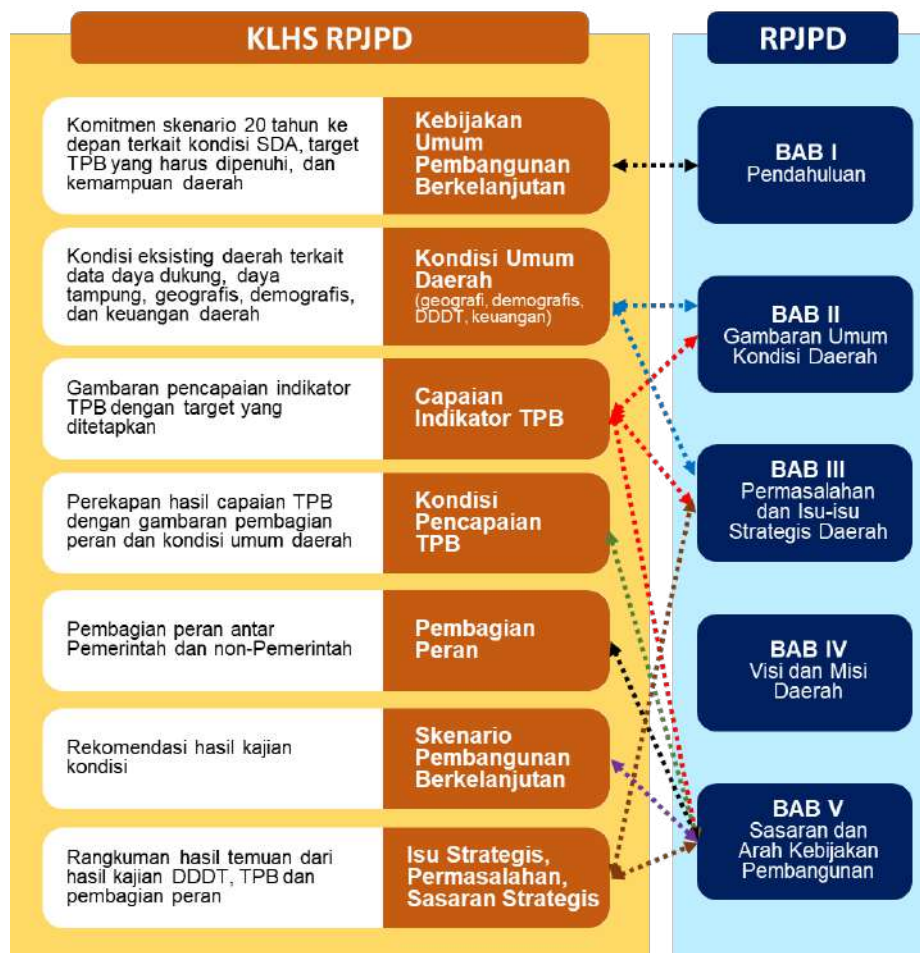 KLHS RPJPD
RPJPD
Komitmen skenario 20 tahun ke
depan terkait kondisi SDA, target
TPB yang harus dipenuhi, dan
kemampuan daerah
Kebijakan
Umum
Pembangunan
Berkelanjutan
BAB I
Pendahuluan
Kondisi eksisting daerah terkait
data daya dukung, daya
tampung, geografis, demografis,
dan keuangan daerah
Kondisi Umum
Daerah
(geografi, demografis,
DDDT, keuangan)
BAB II
Gambaran Umum
Kondisi Daerah
Gambaran pencapaian indikator
TPB dengan target yang
ditetapkan
Capaian
Indikator TPB
BAB III
Permasalahan
dan Isu-isu
Strategis Daerah
Perekapan hasil capaian TPB
dengan gambaran pembagian
peran dan kondisi umum daerah
Kondisi
Pencapaian
TPB
Pembagian peran antar
Pemerintah dan non-Pemerintah
Pembagian
Peran
BAB IV
Visi dan Misi
Daerah
Rekomendasi hasil kajian
kondisi
Skenario
Pembangunan
Berkelanjutan
BAB V
Sasaran dan
Arah Kebijakan
Pembangunan
Rangkuman hasil temuan dari
hasil kajian DDDT, TPB dan
pembagian peran
Isu Strategis,
Permasalahan,
Sasaran Strategis